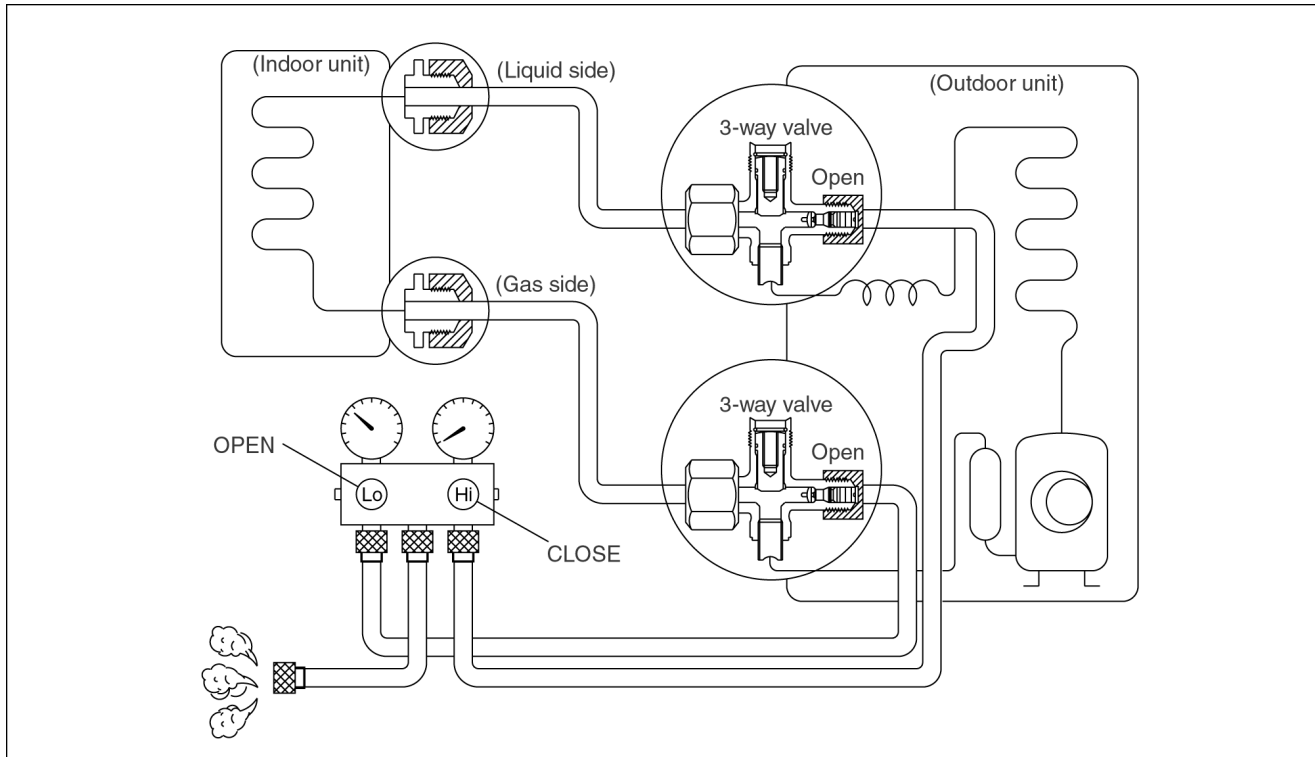 (Indoor unit)
(Liquid side)
(Outdoor unit)
3-way valve
Open
(Gas side)
3-way valve
Open
OPEN
Lo
Hi
CLOSE